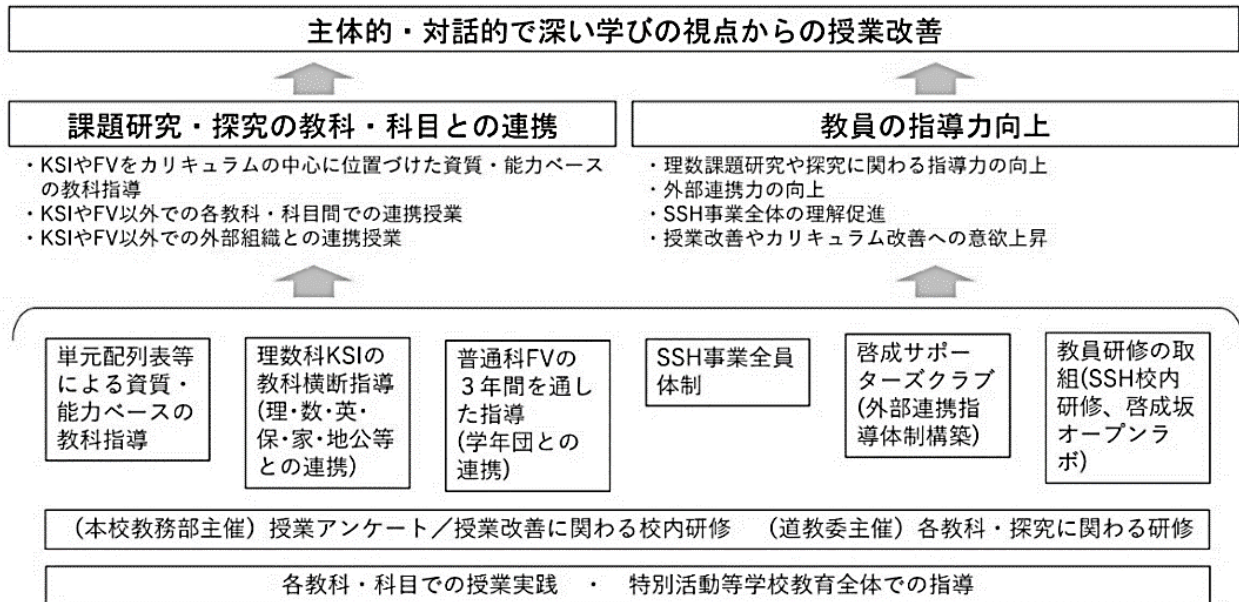 主体的・対話的で深い学びの視点からの授業改善
課題研究・探究の教科・科目との連携
・KSIやFVをカリキュラムの中心に位置づけた資質・能力ベース
の教科指導
・KSIやFV以外での各教科・科目間での連携授業
・KSIやFV以外での外部組織との連携授業
教員の指導力向上
・理数課題研究や探究に関わる指導力の向上
・外部連携力の向上
・SSH事業全体の理解促進
・授業改善やカリキュラム改善への意欲上昇
単元配列表等
による資質・
能力ベースの
教科指導
理数科KSIの
教科横断指導
(理・数・英・
保・家・地公等
との連携)
普通科FVの
3年間を通し
た指導
(学年団との
連携)
SSH事業全員
体制
啓成サポー
ターズクラブ
(外部連携指
導体制構築)
教員研修の取
組(SSH校内
研修、啓成坂
オープンラ
ボ)
(本校教務部主催)授業アンケート/授業改善に関わる校内研修 (道教委主催)各教科・探究に関わる研修
各教科・科目での授業実践 ・ 特別活動等学校教育全体での指導